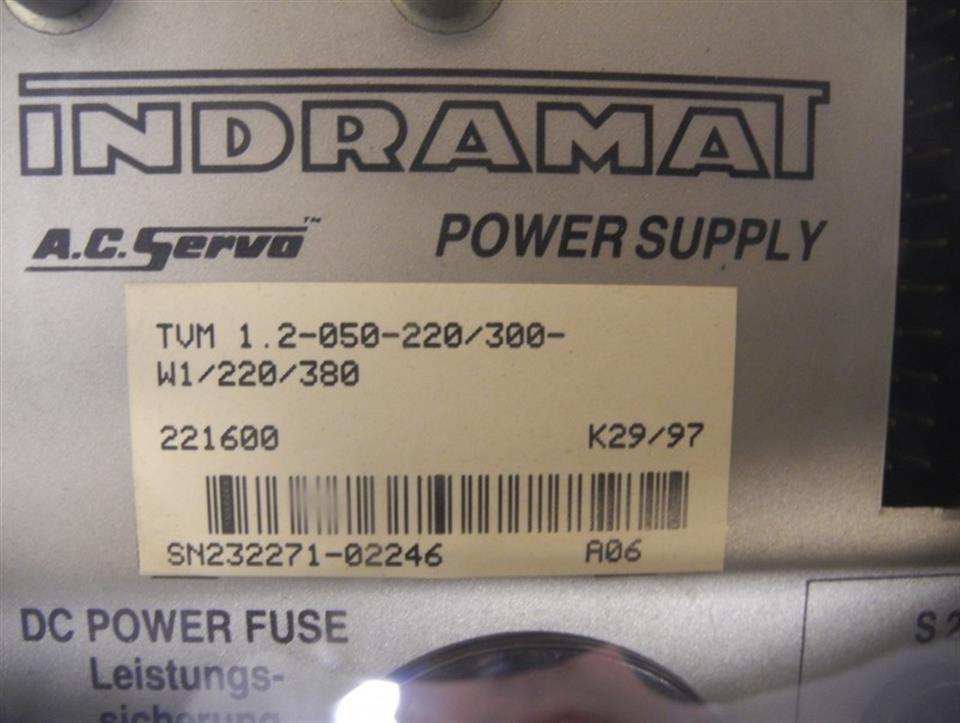 INDRAMAT
A.C. Servo™ POWER SUPPLY
TVM 1.2-050-220/300-
W1/220/380
221600 K29/97
SN232271-02246 A06
DC POWER FUSE
Leistungs-
sicherung